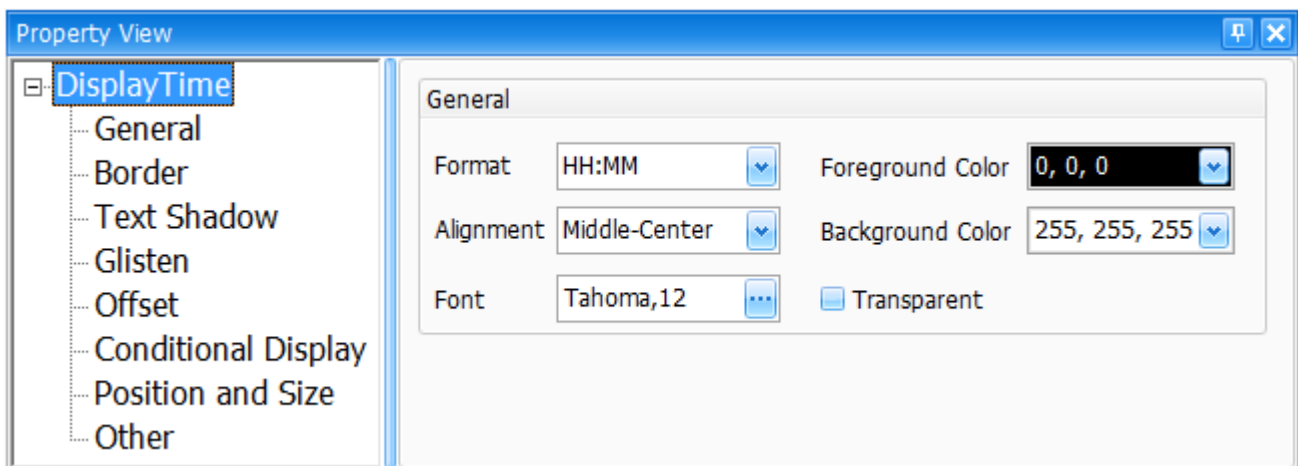 Property View
DisplayTime
General
Border
Text Shadow
Glisten
Offset
Conditional Display
Position and Size
Other
General
Format HH:MM Foreground Color 0, 0, 0
Alignment Middle-Center Background Color 255, 255, 255
Font Tahoma,12 Transparent